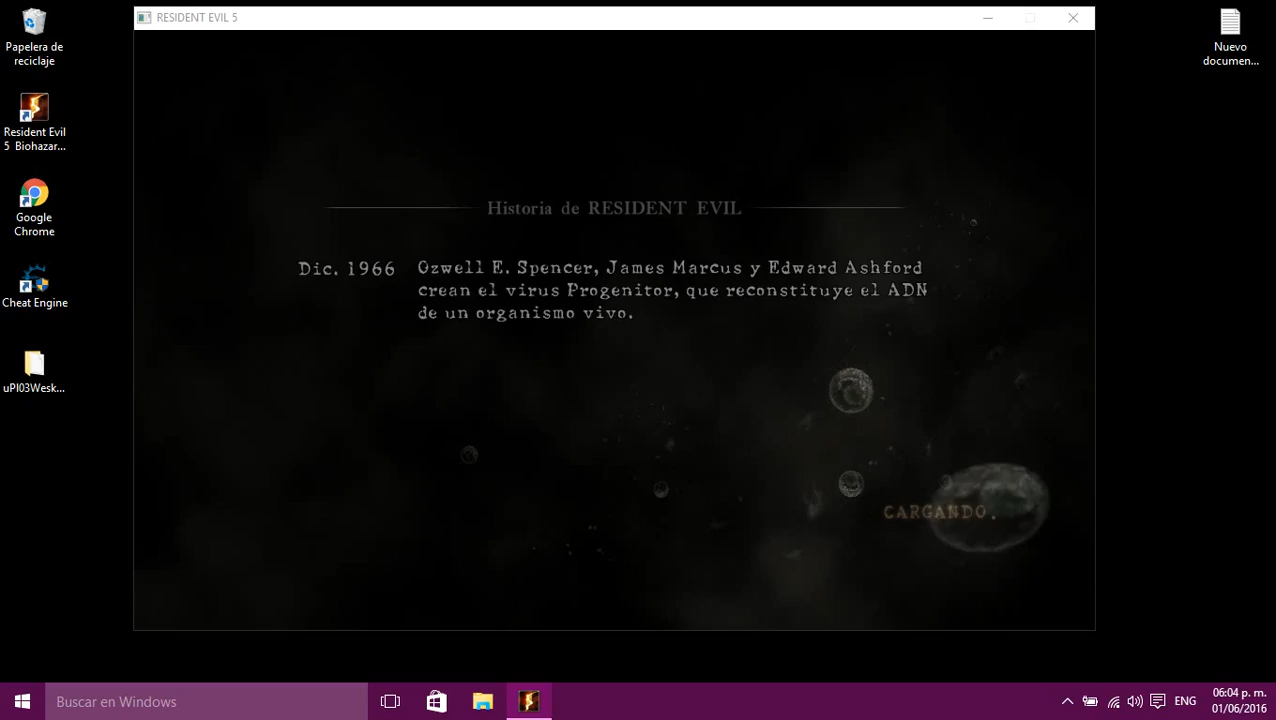 RESIDENT EVIL 5
Papelera de
reciclaje
Resident Evil
5 Biohazar...
Google
Chrome
Cheat Engine
uPl03Wesk...
Nuevo
documen...
Historia de RESIDENT EVIL
Dic. 1966
Ozwell E. Spencer, James Marcus y Edward Ashford
crean el virus Progenitor, que reconstituye el ADN
de un organismo vivo.
CARGANDO.
Buscar en Windows
ENG
06:04 p. m.
01/06/2016